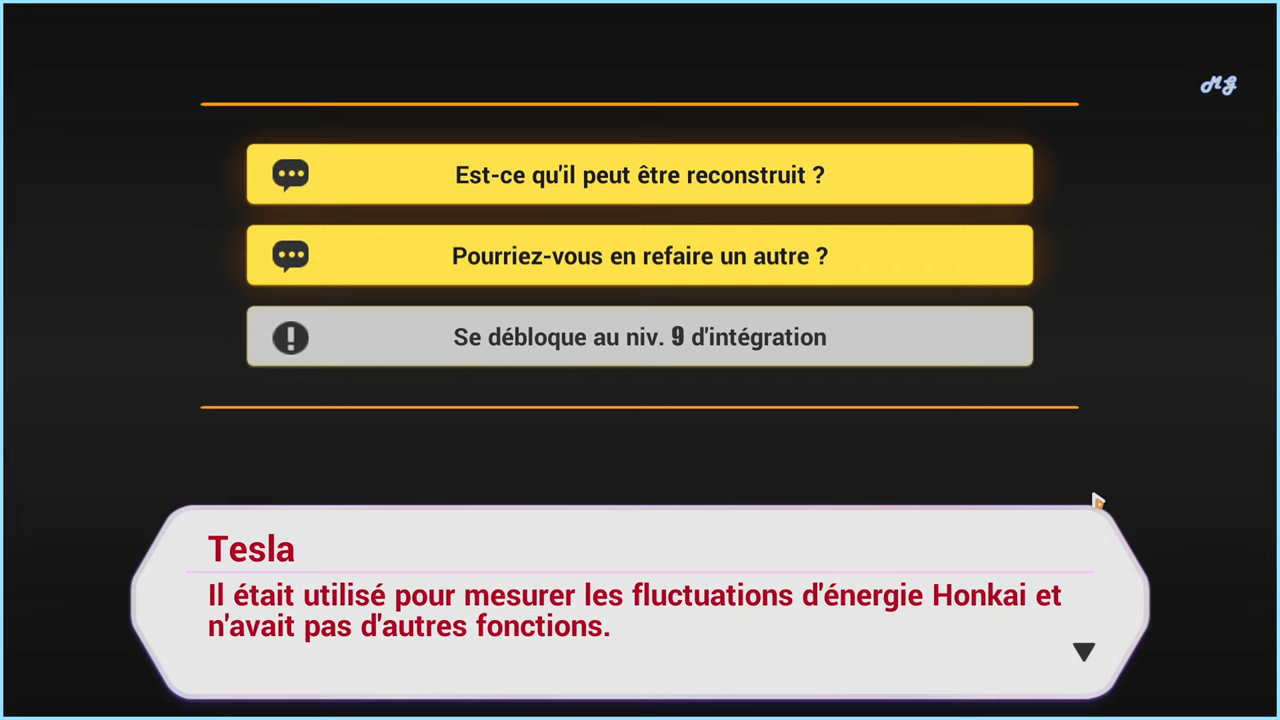 MG
Est-ce qu'il peut être reconstruit ?
Pourriez-vous en refaire un autre ?
Se débloque au niv. 9 d'intégration
Tesla
Il était utilisé pour mesurer les fluctuations d'énergie Honkai et
n'avait pas d'autres fonctions.